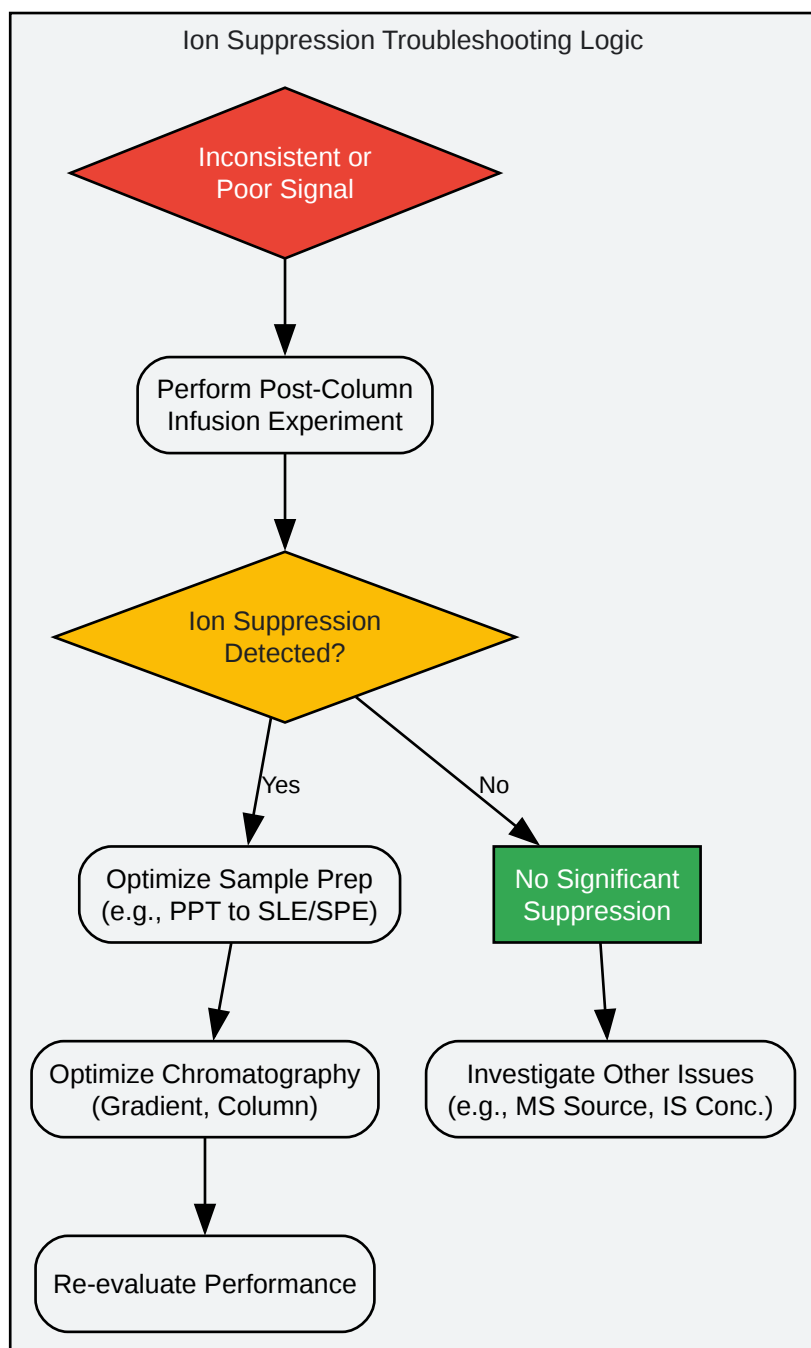 Ion Suppression Troubleshooting Logic
Inconsistent or
Poor Signal
Perform Post-Column
Infusion Experiment
Ion Suppression
Detected?
Yes
No
Optimize Sample Prep
(e.g., PPT to SLE/SPE)
No Significant
Suppression
Optimize Chromatography
(Gradient, Column)
Investigate Other Issues
(e.g., MS Source, IS Conc.)
Re-evaluate Performance